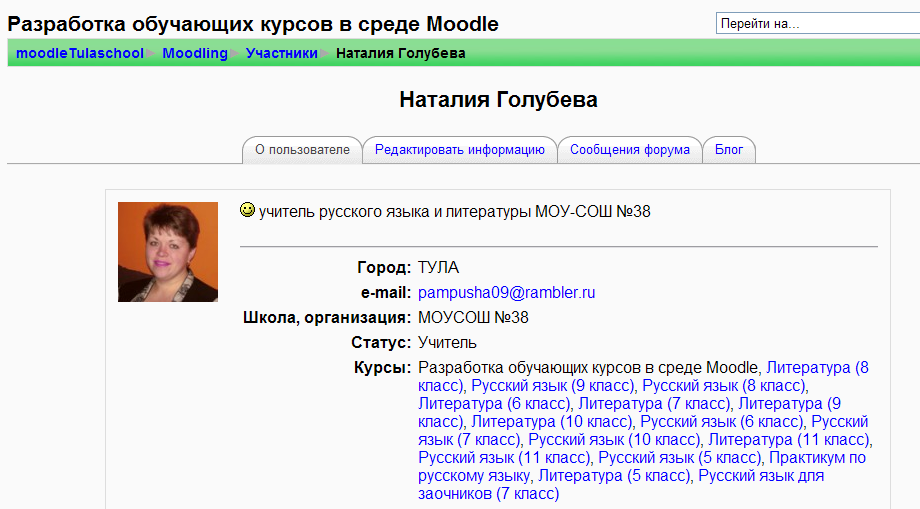 Разработка обучающих курсов в среде Moodle
Перейти на...
moodleTulaschool Moodling Участники Наталия Голубева
Наталия Голубева
О пользователе Редактировать информацию Сообщения форума Блог
учитель русского языка и литературы МОУ-СОШ №38
Город: ТУЛА
e-mail: pampusha09@rambler.ru
Школа, организация: МОУСОШ №38
Статус: Учитель
Курсы: Разработка обучающих курсов в среде Moodle, Литература (8
класс), Русский язык (9 класс), Русский язык (8 класс),
Литература (6 класс), Литература (7 класс), Литература (9
класс), Литература (10 класс), Русский язык (6 класс), Русский
язык (7 класс), Русский язык (10 класс), Литература (11 класс),
Русский язык (11 класс), Русский язык (5 класс), Практикум по
русскому языку, Литература (5 класс), Русский язык для
заочников (7 класс)